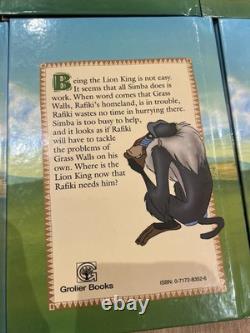 Being the Lion King is not easy.
It seems that all Simba does is
work. When word comes that Grass
Walls, Rafiki's homeland, is in trouble,
Rafiki wastes no time in hurrying there.
Simba is too busy to help,
and it looks as if Rafiki
will have to tackle
the problems of
Grass Walls on his
own. Where is the
Lion King now that
Rafiki needs him?
Grolier Books
ISBN: 0-7172-8352-6
ebay